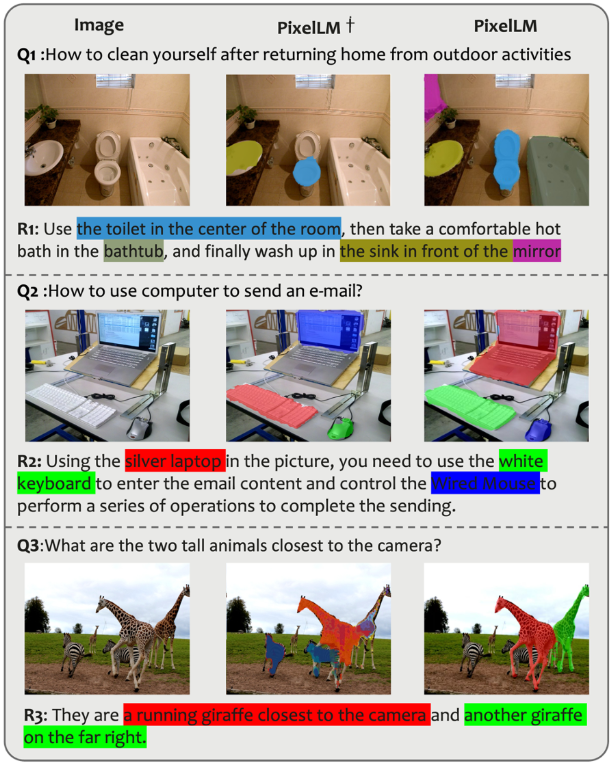 Image PixelLM † PixelLM
Q1 :How to clean yourself after returning home from outdoor activities
R1: Use the toilet in the center of the room, then take a comfortable hot
bath in the bathtub, and finally wash up in the sink in front of the mirror
Q2 :How to use computer to send an e-mail?
R2: Using the silver laptop in the picture, you need to use the white
keyboard to enter the email content and control the Wired Mouse to
perform a series of operations to complete the sending.
Q3:What are the two tall animals closest to the camera?
R3: They are a running giraffe closest to the camera and another giraffe
on the far right.